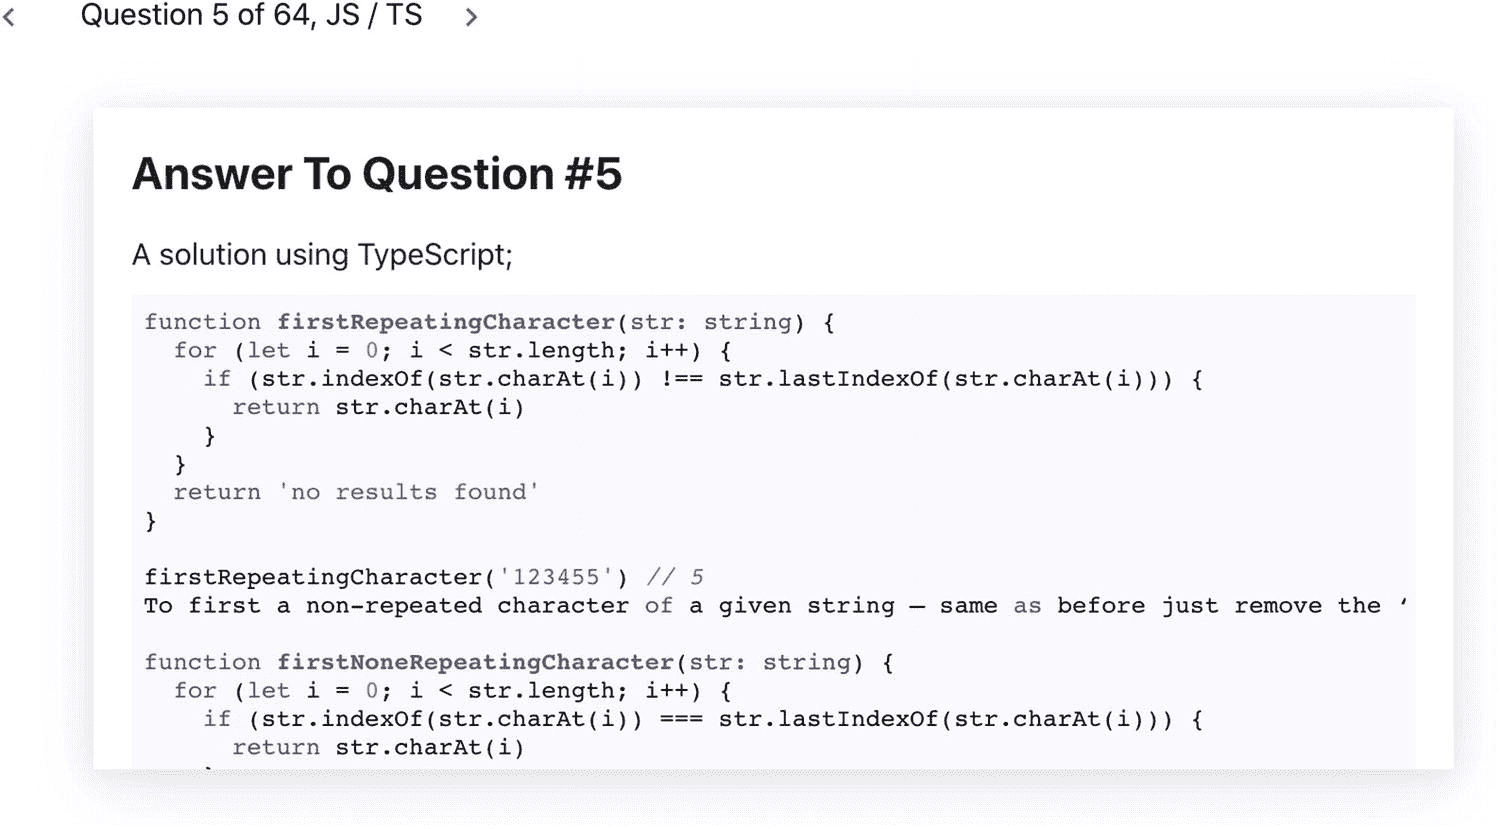 Question 5 of 64, JS / TS
Answer To Question #5
A solution using TypeScript;
function firstRepeatingCharacter(str: string) {
  for (let i = 0; i < str.length; i++) {
    if (str.indexOf(str.charAt(i)) !== str.lastIndexOf(str.charAt(i))) {
      return str.charAt(i)
    }
  }
  return 'no results found'
}
firstRepeatingCharacter('123455') // 5
To first a non-repeated character of a given string — same as before just remove the ‘
function firstNoneRepeatingCharacter(str: string) {
  for (let i = 0; i < str.length; i++) {
    if (str.indexOf(str.charAt(i)) === str.lastIndexOf(str.charAt(i))) {
      return str.charAt(i)